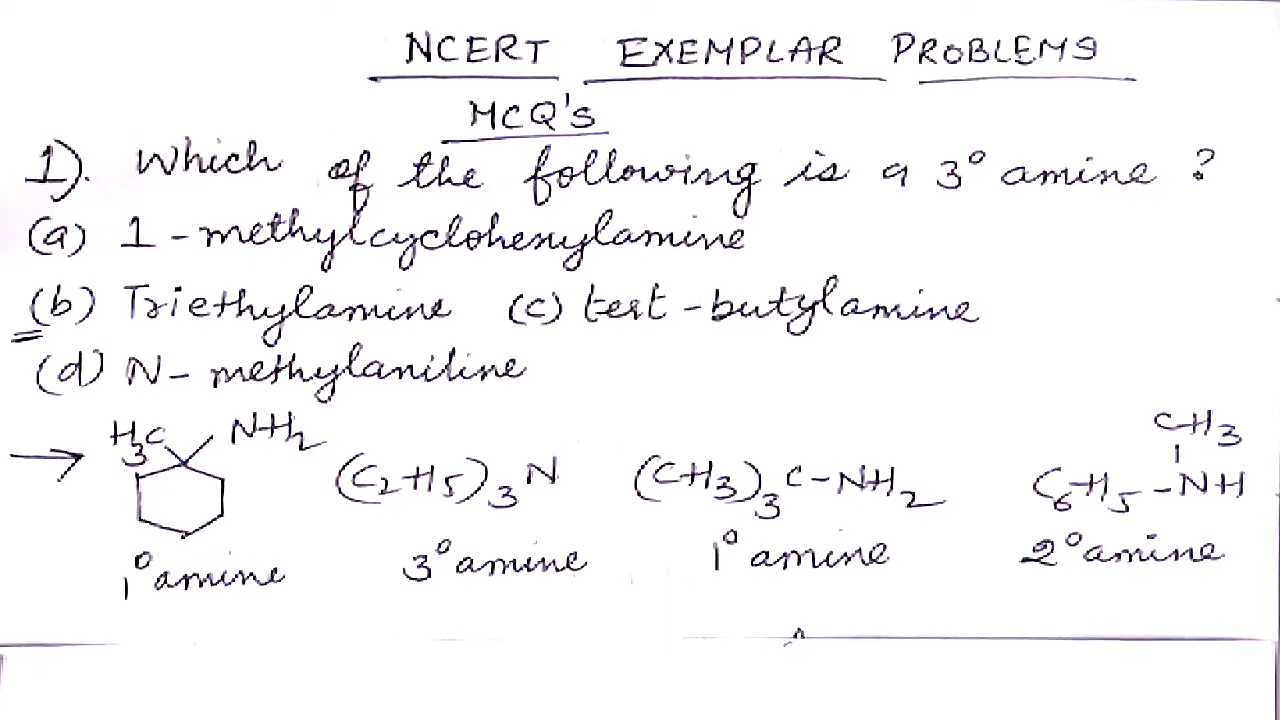 NCERT EXEMPLAR PROBLEMS
MCQ's
1). Which of the following is a 3° amine ?
(a) 1-methylcyclohexylamine
(b) Triethylamine (c) tert-butylamine
(d) N-methylaniline
→ H₃C NH₂ (C₂H₅)₃N (CH₃)₃C-NH₂ C₆H₅-NH CH₃
1° amine 3° amine 1° amine 2° amine